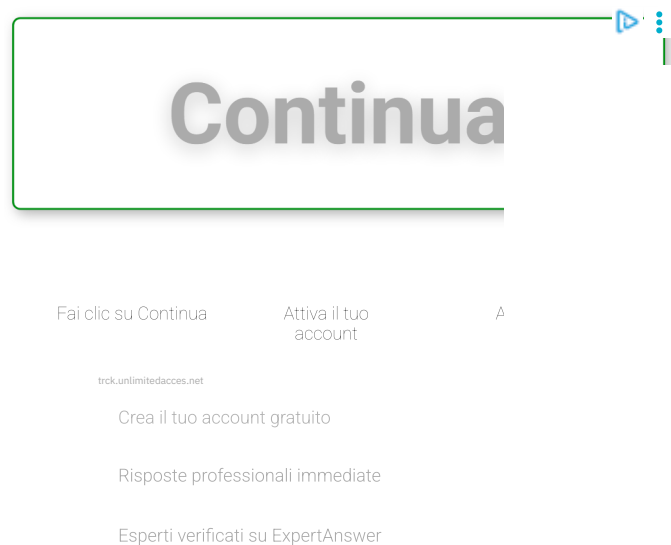 Continua
Fai clic su Continua
Attiva il tuo
account
A
trck.unlimitedacces.net
Crea il tuo account gratuito
Risposte professionali immediate
Esperti verificati su ExpertAnswer